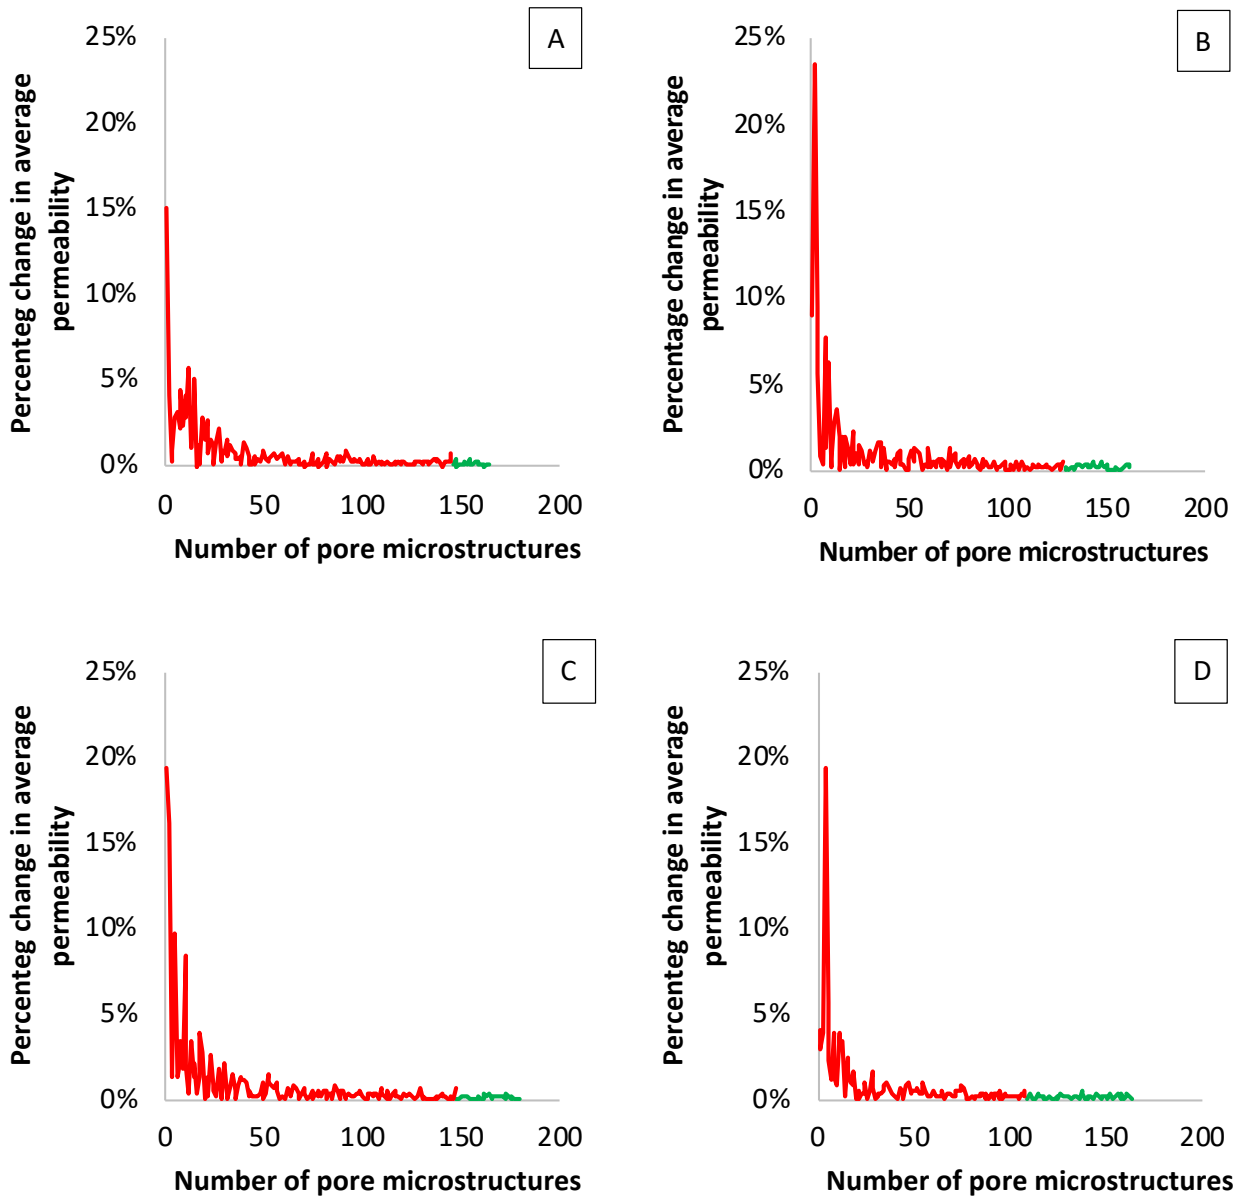 A
Percenteg change in average
permeability
25%
20%
15%
10%
5%
0%
0 50 100 150 200
Number of pore microstructures
B
Percentage change in average
permeability
25%
20%
15%
10%
5%
0%
0 50 100 150 200
Number of pore microstructures
C
Percenteg change in average
permeability
25%
20%
15%
10%
5%
0%
0 50 100 150 200
Number of pore microstructures
D
Percenteg change in average
permeability
25%
20%
15%
10%
5%
0%
0 50 100 150 200
Number of pore microstructures